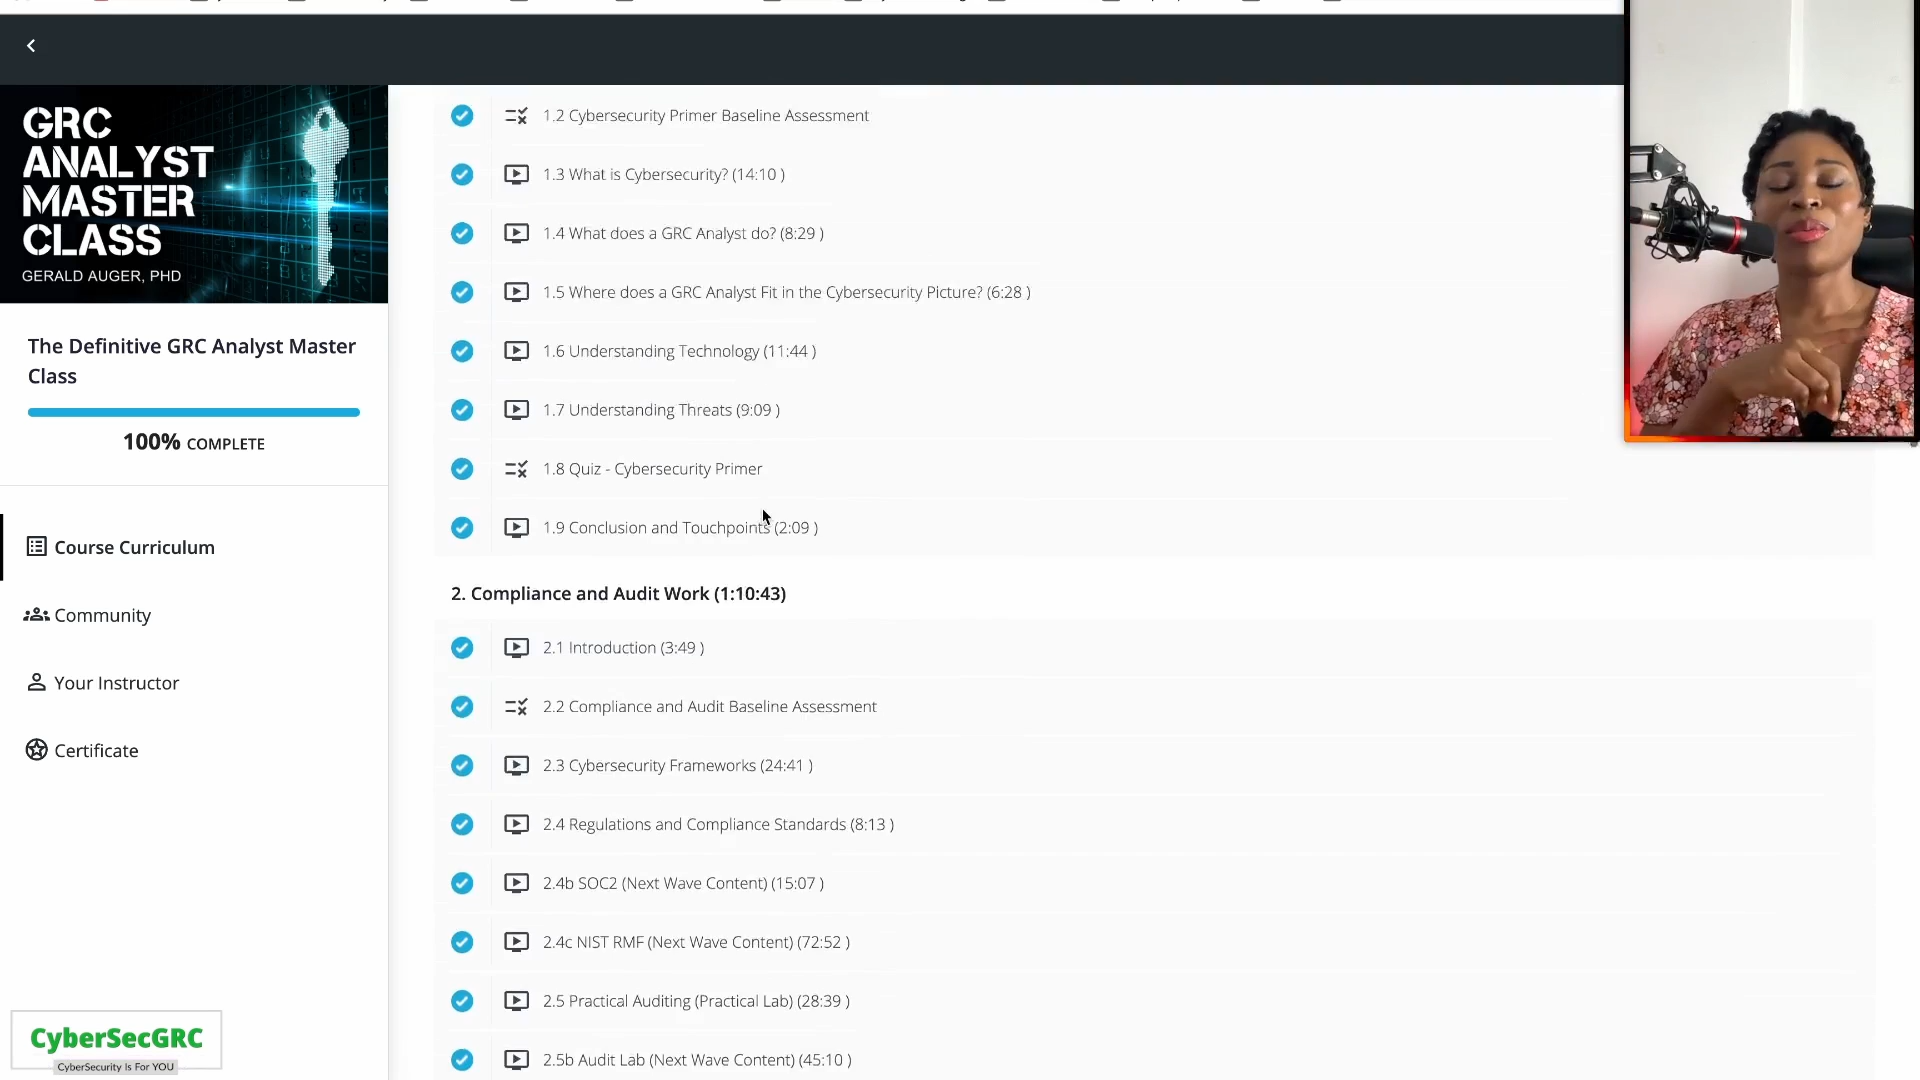 GRC
ANALYST
MASTER
CLASS
GERALD AUGER, PHD
The Definitive GRC Analyst Master
Class
100% COMPLETE
Course Curriculum
Community
Your Instructor
Certificate
CyberSecGRC
CyberSecurity Is For YOU
1.2 Cybersecurity Primer Baseline Assessment
1.3 What is Cybersecurity? (14:10 )
1.4 What does a GRC Analyst do? (8:29 )
1.5 Where does a GRC Analyst Fit in the Cybersecurity Picture? (6:28 )
1.6 Understanding Technology (11:44 )
1.7 Understanding Threats (9:09 )
1.8 Quiz - Cybersecurity Primer
1.9 Conclusion and Touchpoints (2:09 )
2. Compliance and Audit Work (1:10:43)
2.1 Introduction (3:49 )
2.2 Compliance and Audit Baseline Assessment
2.3 Cybersecurity Frameworks (24:41 )
2.4 Regulations and Compliance Standards (8:13 )
2.4b SOC2 (Next Wave Content) (15:07 )
2.4c NIST RMF (Next Wave Content) (72:52 )
2.5 Practical Auditing (Practical Lab) (28:39 )
2.5b Audit Lab (Next Wave Content) (45:10 )